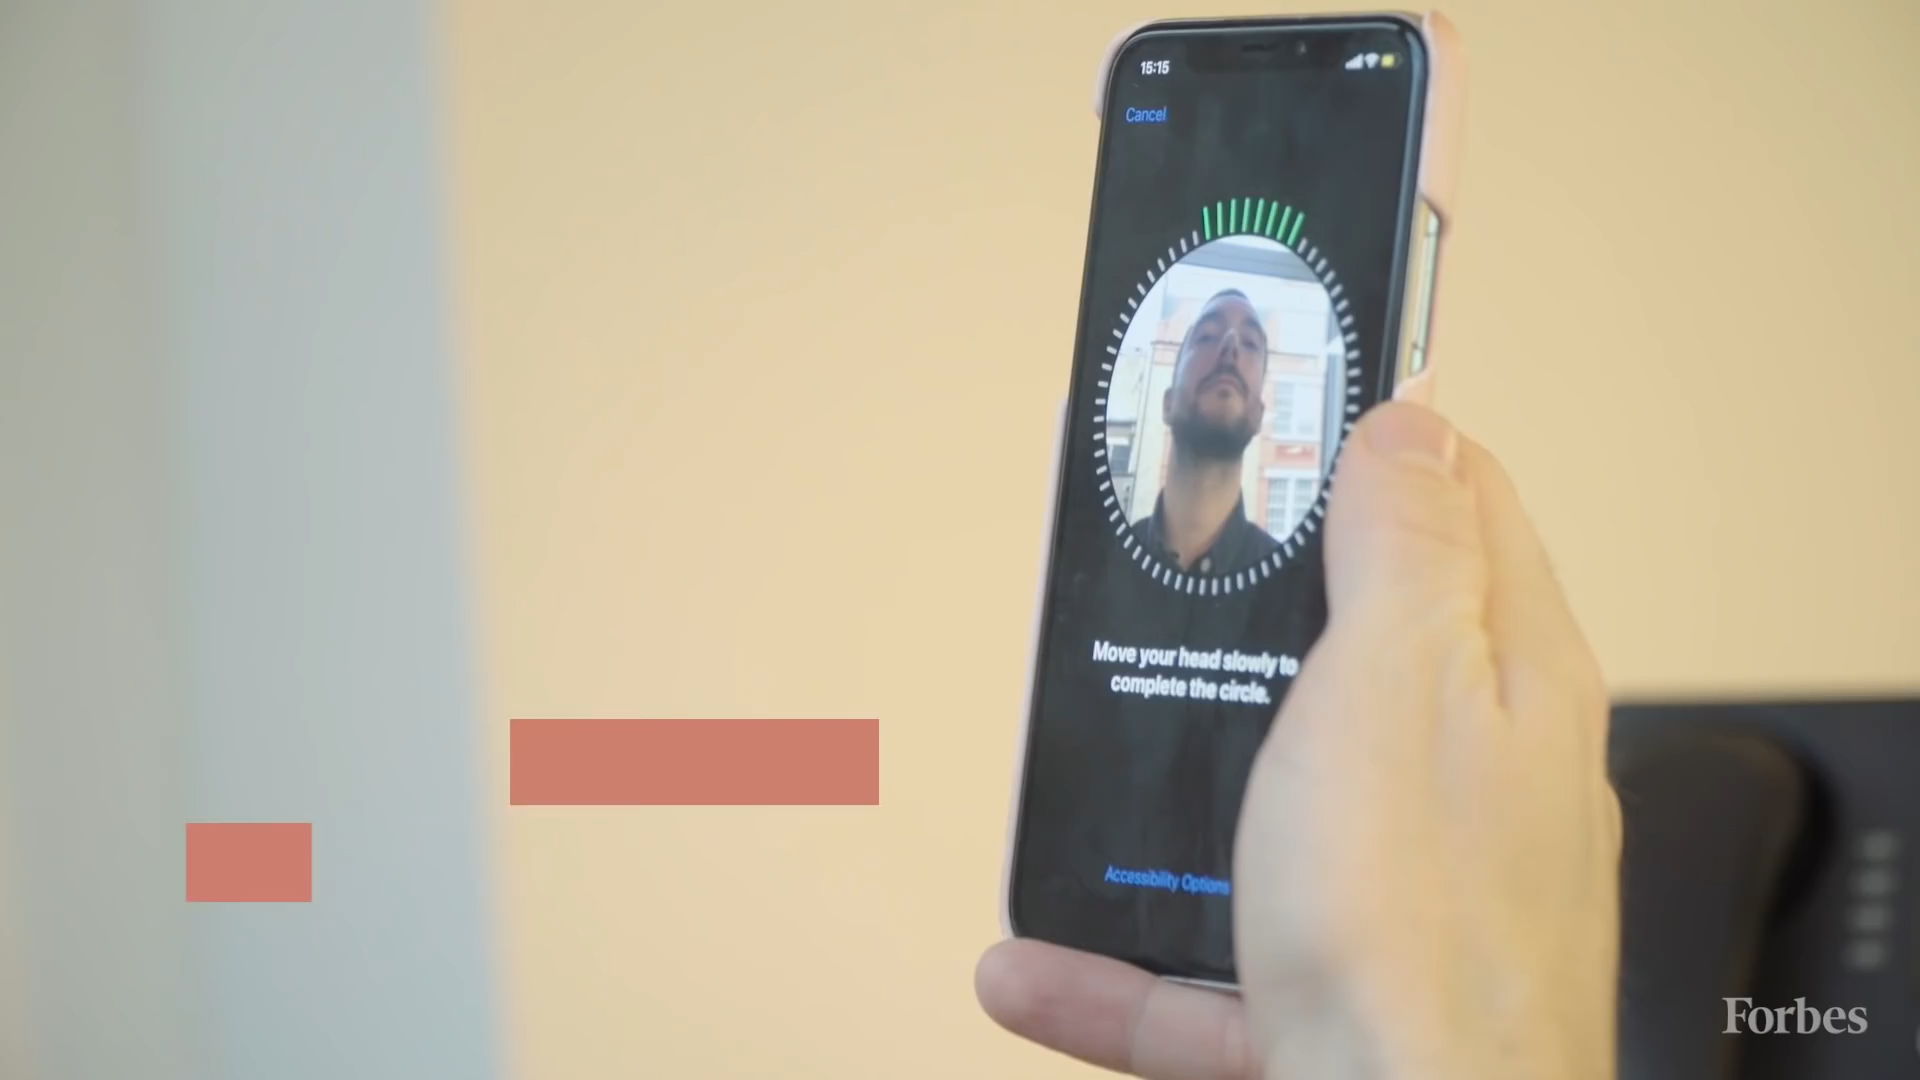 15:15
Cancel
Move your head slowly to
complete the circle.
Accessibility Options
Forbes